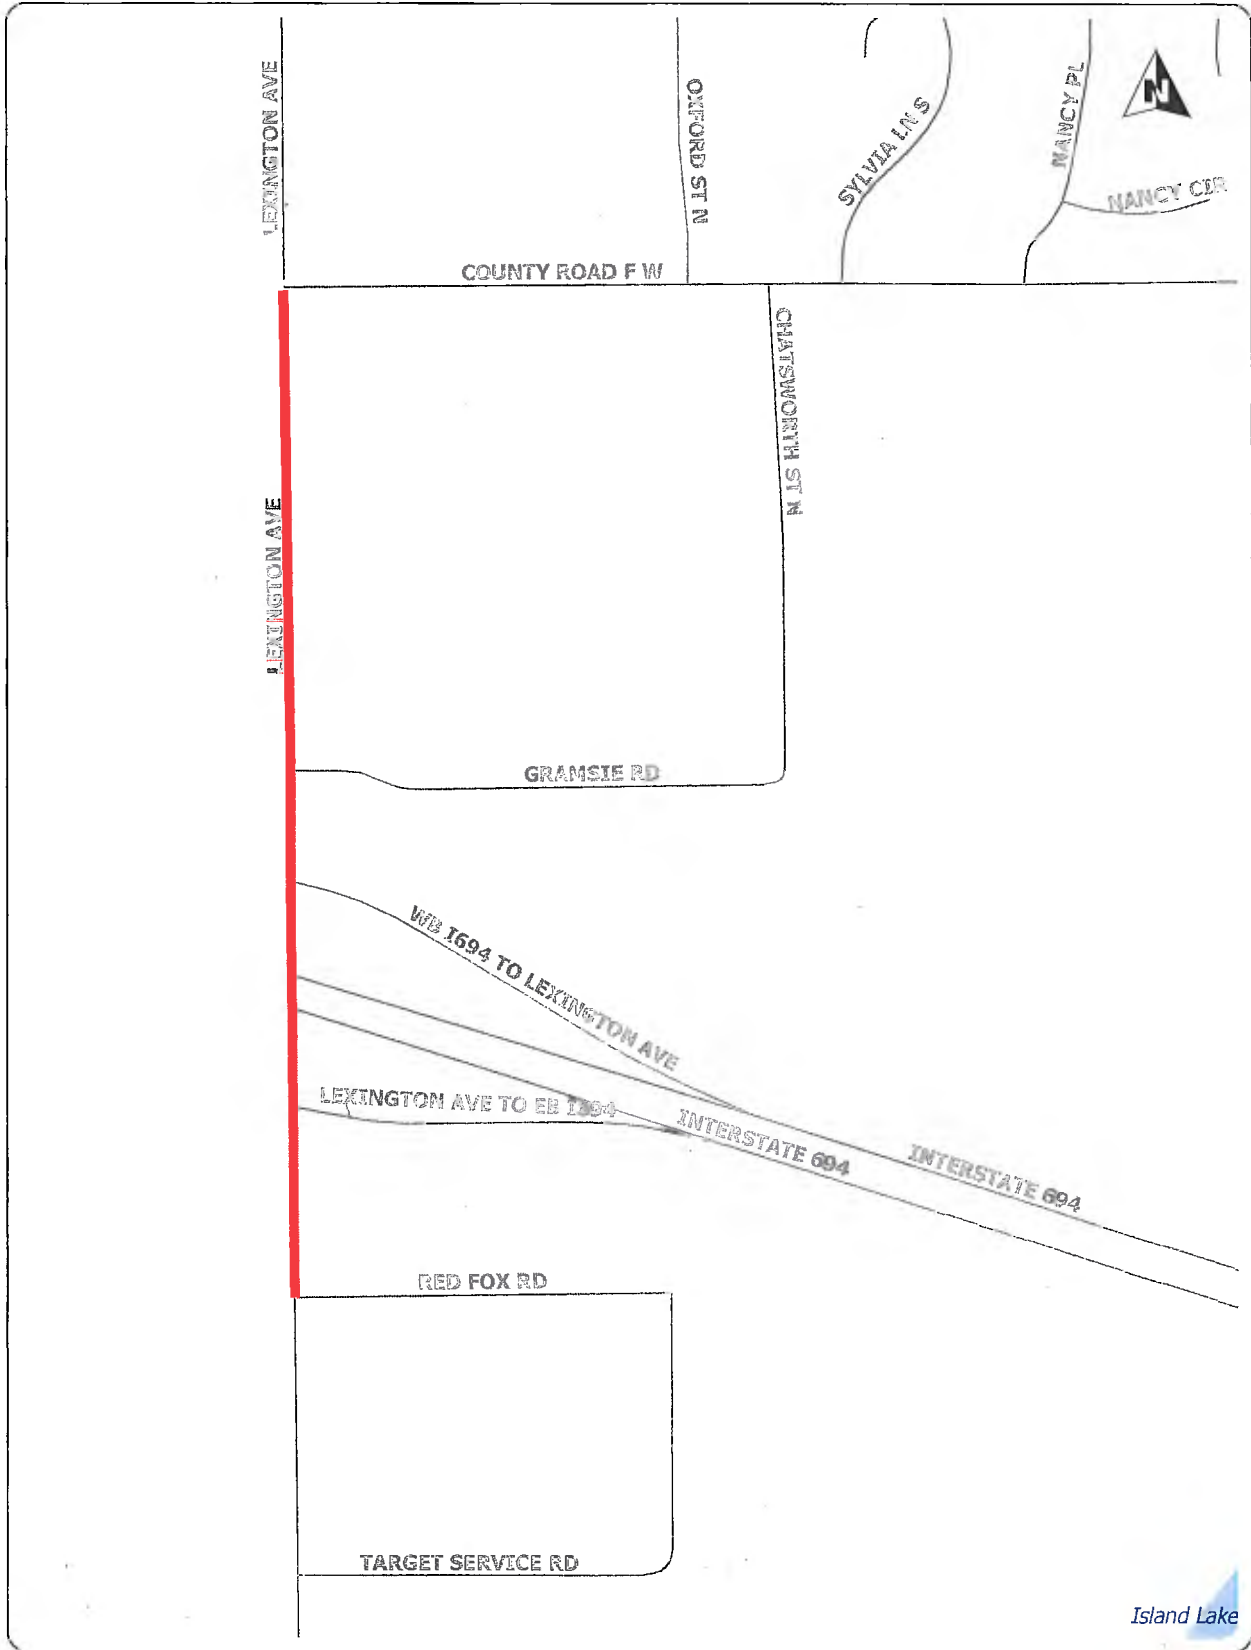 LEXINGTON AVE
OXFORD ST N
SYLVIA LN S
NANCY PL
N
NANCY CIR
COUNTY ROAD F W
CHATSWORTH ST N
LEXINGTON AVE
GRAMSIE RD
WB I694 TO LEXINGTON AVE
LEXINGTON AVE TO EB I694
INTERSTATE 694
INTERSTATE 694
RED FOX RD
TARGET SERVICE RD
Island Lake